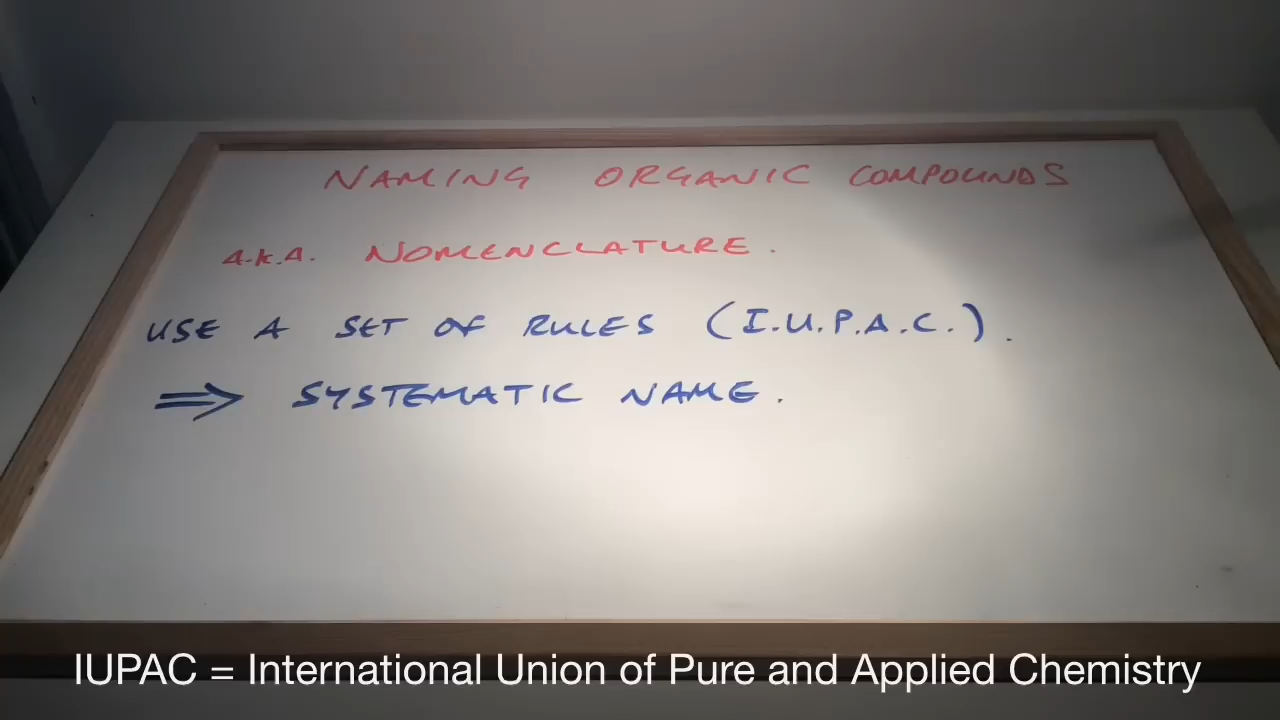 NAMING ORGANIC COMPOUNDS
A.K.A. NOMENCLATURE.
USE A SET OF RULES (I.U.P.A.C.).
⇒ SYSTEMATIC NAME.
IUPAC = International Union of Pure and Applied Chemistry